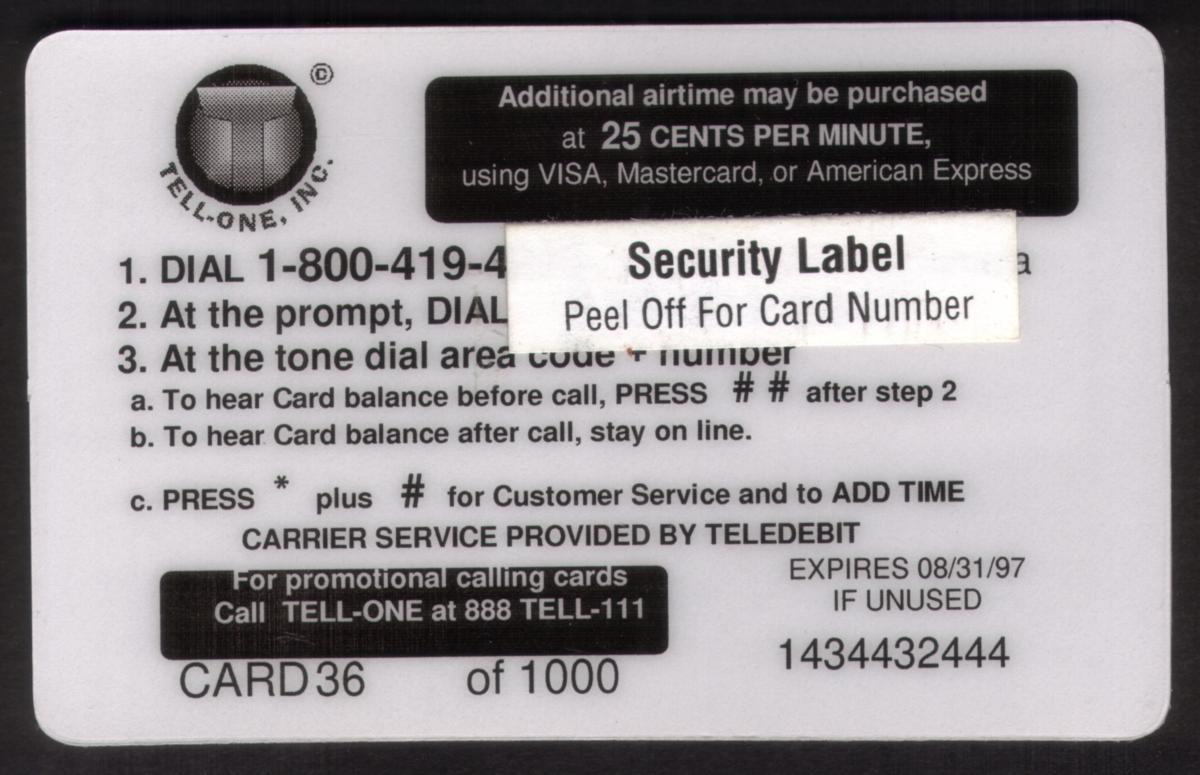 ©
TELL-ONE, INC.
Additional airtime may be purchased
at 25 CENTS PER MINUTE,
using VISA, Mastercard, or American Express
Security Label
Peel Off For Card Number
1. DIAL 1-800-419-4 a
2. At the prompt, DIAL
3. At the tone dial area code + number
a. To hear Card balance before call, PRESS # # after step 2
b. To hear Card balance after call, stay on line.
c. PRESS * plus # for Customer Service and to ADD TIME
CARRIER SERVICE PROVIDED BY TELEDEBIT
For promotional calling cards
Call TELL-ONE at 888 TELL-111
EXPIRES 08/31/97
IF UNUSED
1434432444
CARD 36 of 1000